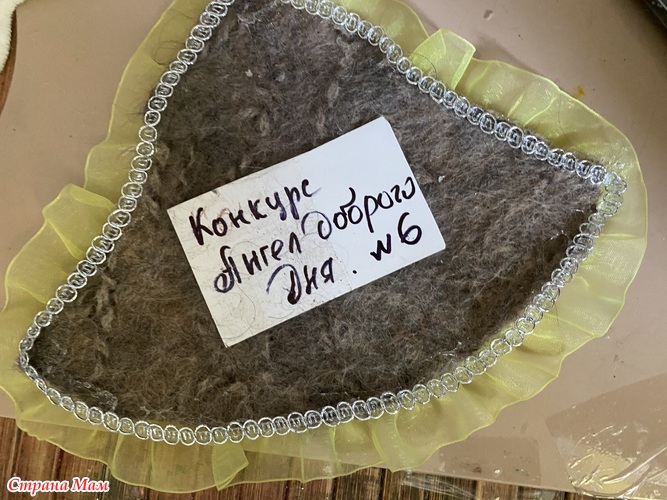 Конкурс
Ангел Доброго
Дня. №6
Страна Мам